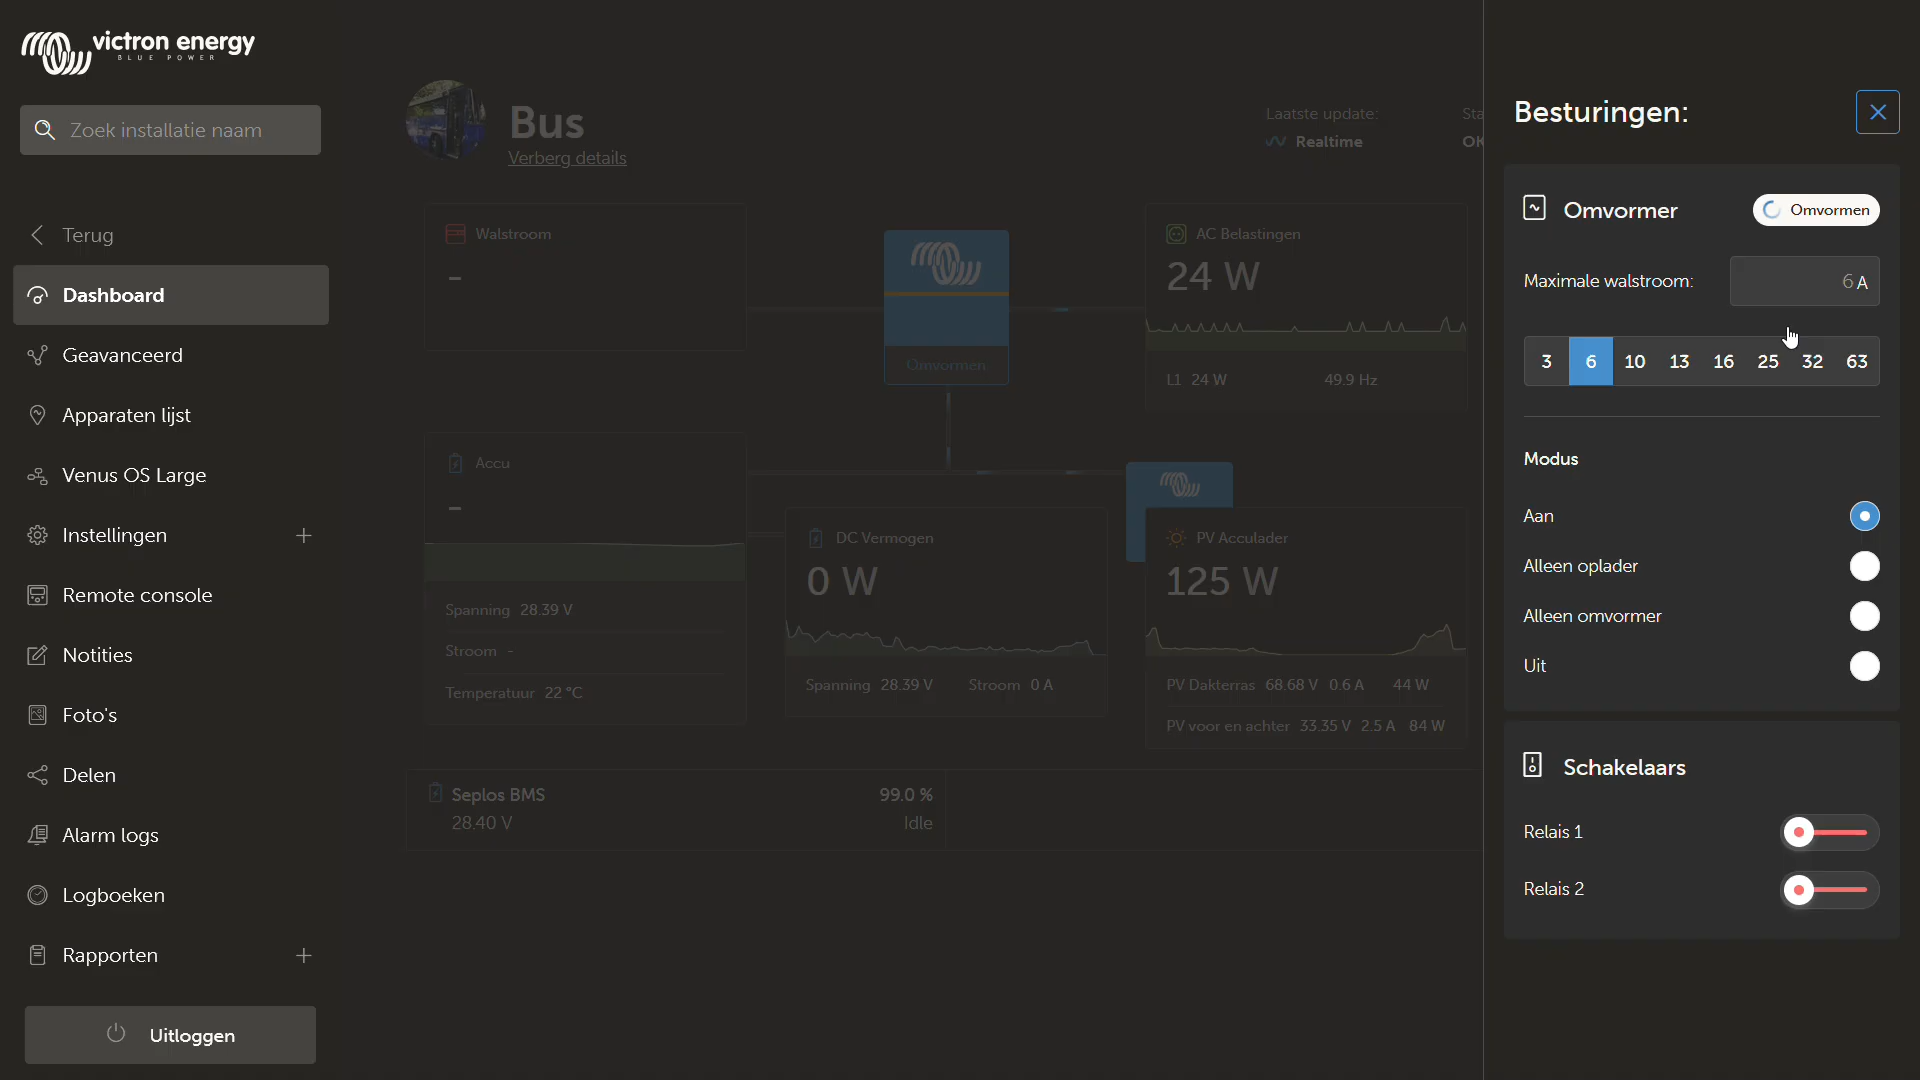 victron energy
BLUE POWER
Zoek installatie naam
Terug
Dashboard
Geavanceerd
Apparaten lijst
Venus OS Large
Instellingen
Remote console
Notities
Foto's
Delen
Alarm logs
Logboeken
Rapporten
Uitloggen
Bus
Verberg details
Laatste update:
Realtime
Sta
OK
Walstroom
-
Omvormen
AC Belastingen
24 W
L1 24 W 49.9 Hz
Accu
-
Spanning 28.39 V
Stroom -
Temperatuur 22 °C
DC Vermogen
0 W
Spanning 28.39 V Stroom 0 A
PV Acculader
125 W
PV Dakterras 68.68 V 0.6 A 44 W
PV voor en achter 33.35 V 2.5 A 84 W
Seplos BMS 99.0 %
28.40 V Idle
Besturingen:
Omvormer Omvormen
Maximale walstroom: 6 A
3 6 10 13 16 25 32 63
Modus
Aan
Alleen oplader
Alleen omvormer
Uit
Schakelaars
Relais 1
Relais 2